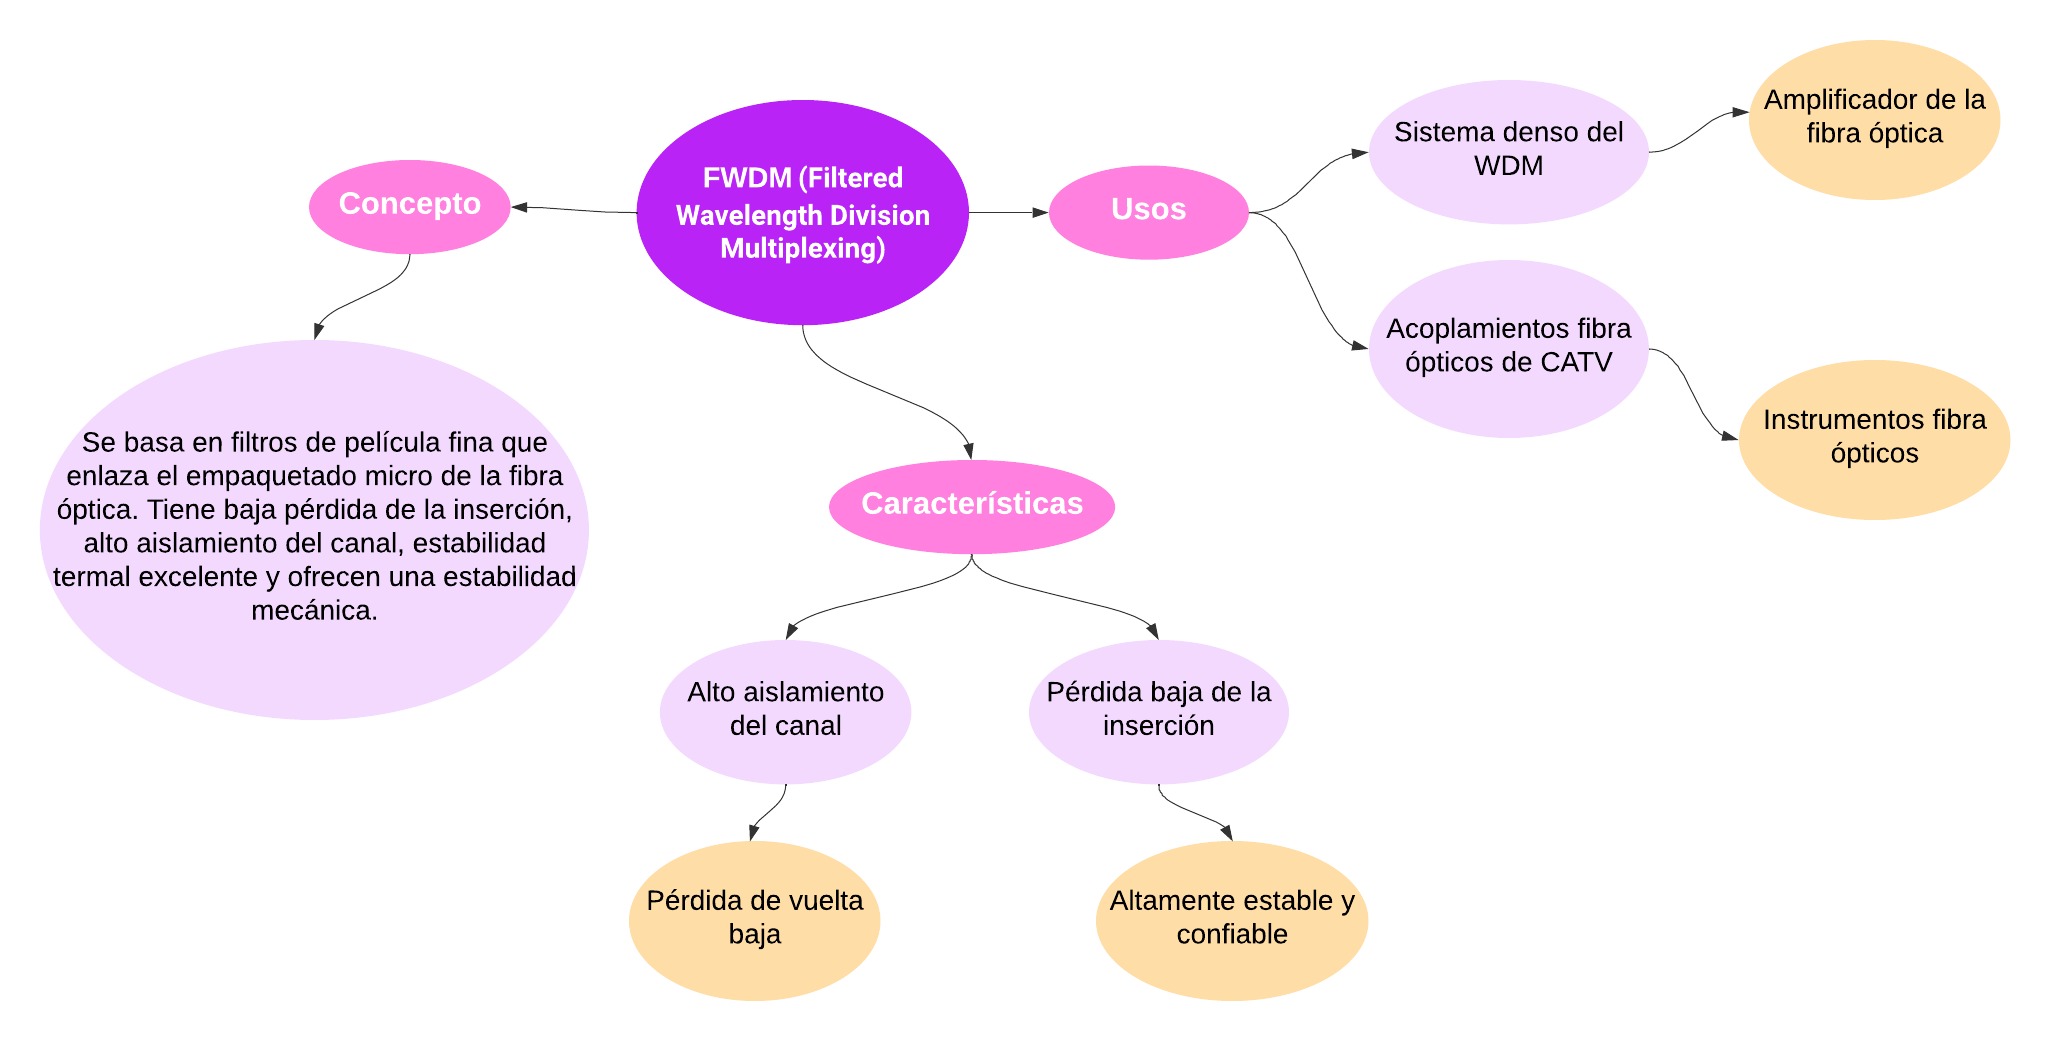 FWDM (Filtered
Wavelength Division
Multiplexing)
Concepto
Se basa en filtros de película fina que
enlaza el empaquetado micro de la fibra
óptica. Tiene baja pérdida de la inserción,
alto aislamiento del canal, estabilidad
termal excelente y ofrecen una estabilidad
mecánica.
Usos
Sistema denso del
WDM
Amplificador de la
fibra óptica
Acoplamientos fibra
ópticos de CATV
Instrumentos fibra
ópticos
Características
Alto aislamiento
del canal
Pérdida de vuelta
baja
Pérdida baja de la
inserción
Altamente estable y
confiable